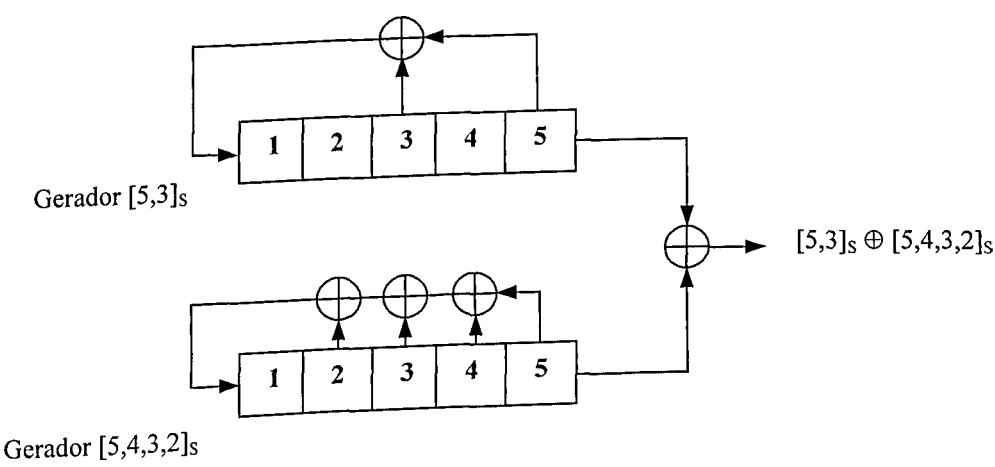 1 2 3 4 5
Gerador [5,3]s
[5,3]s ⊕ [5,4,3,2]s
1 2 3 4 5
Gerador [5,4,3,2]s